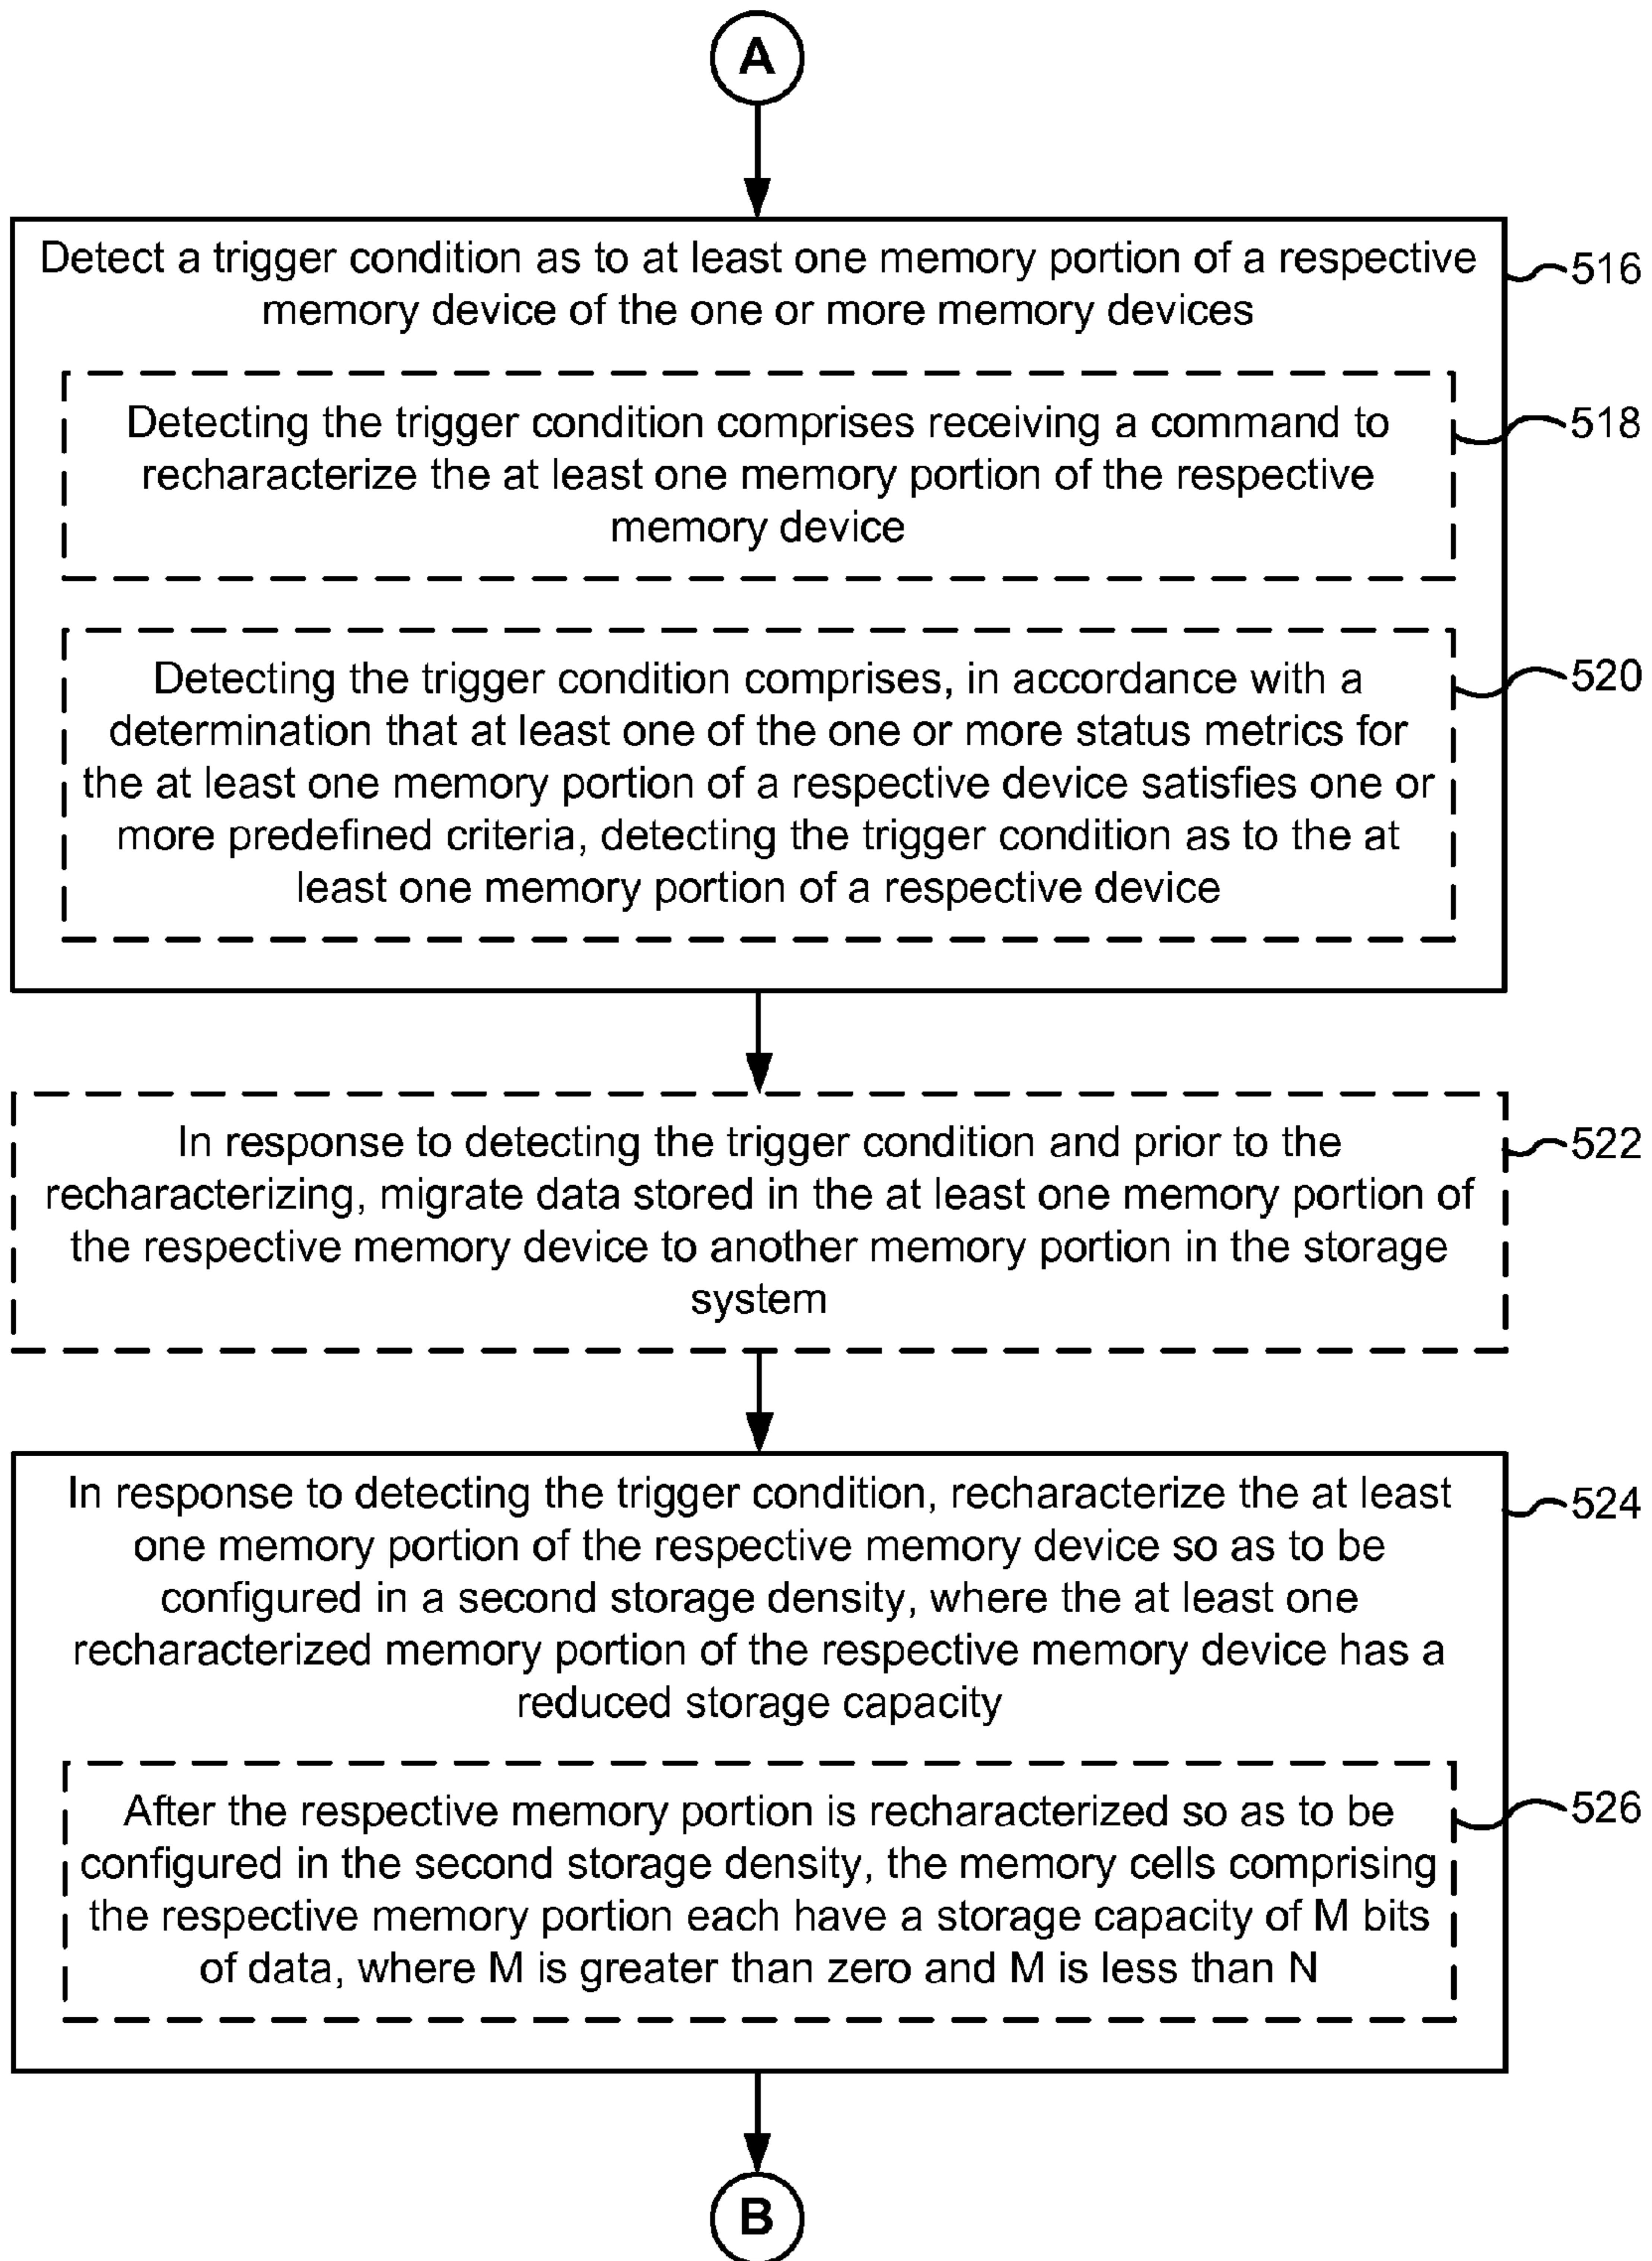 A
Detect a trigger condition as to at least one memory portion of a respective
memory device of the one or more memory devices
516
Detecting the trigger condition comprises receiving a command to
recharacterize the at least one memory portion of the respective
memory device
518
Detecting the trigger condition comprises, in accordance with a
determination that at least one of the one or more status metrics for
the at least one memory portion of a respective device satisfies one or
more predefined criteria, detecting the trigger condition as to the at
least one memory portion of a respective device
520
In response to detecting the trigger condition and prior to the
recharacterizing, migrate data stored in the at least one memory portion of
the respective memory device to another memory portion in the storage
system
522
In response to detecting the trigger condition, recharacterize the at least
one memory portion of the respective memory device so as to be
configured in a second storage density, where the at least one
recharacterized memory portion of the respective memory device has a
reduced storage capacity
524
After the respective memory portion is recharacterized so as to be
configured in the second storage density, the memory cells comprising
the respective memory portion each have a storage capacity of M bits
of data, where M is greater than zero and M is less than N
526
B